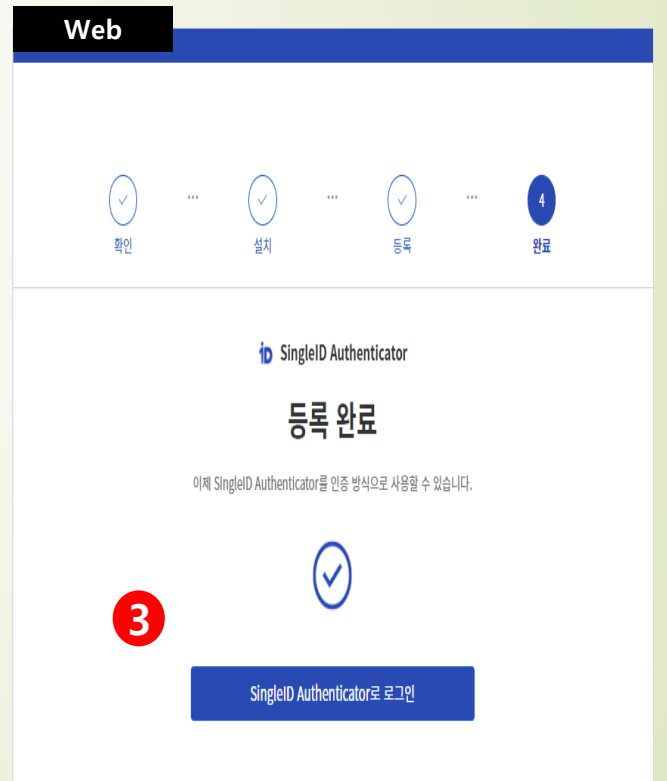 Web
4
확인
설치
등록
완료
iD SingleID Authenticator
등록 완료
이제 SingleID Authenticator를 인증 방식으로 사용할 수 있습니다.
3
SingleID Authenticator로 로그인